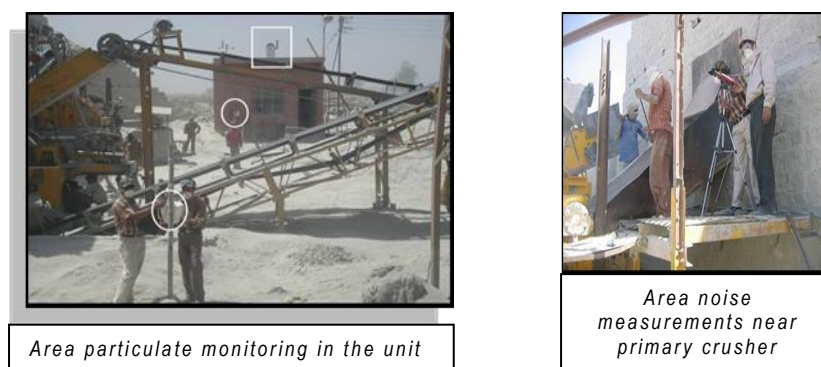 Area particulate monitoring in the unit
Area noise
measurements near
primary crusher